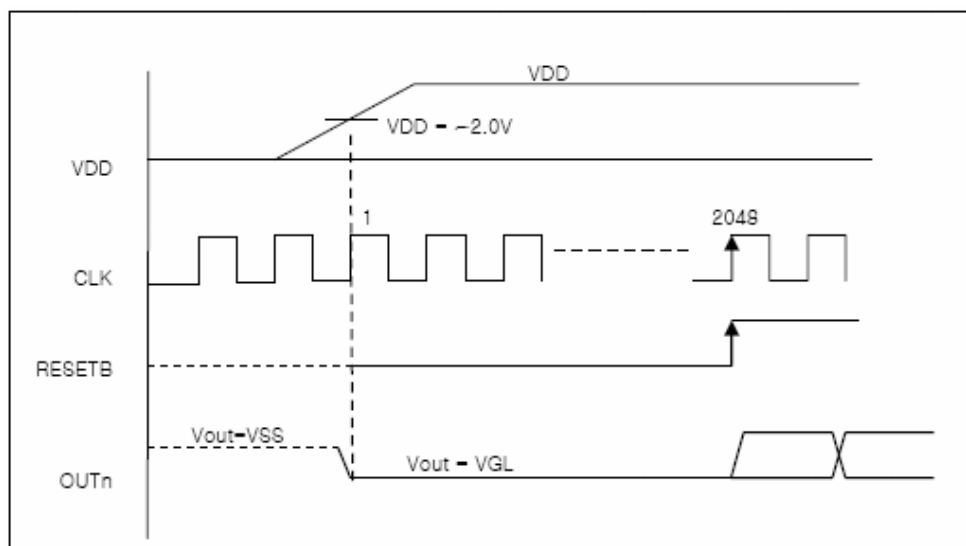 VDD
VDD = ~2.0V
VDD
1
2048
CLK
RESETB
Vout=VSS
Vout = VGL
OUTn